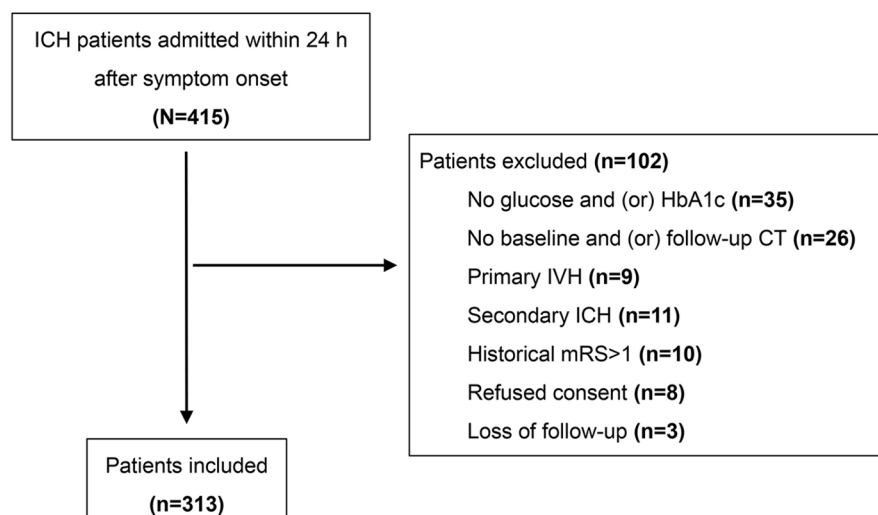 ICH patients admitted within 24 h
after symptom onset
(N=415)
Patients excluded (n=102)
No glucose and (or) HbA1c (n=35)
No baseline and (or) follow-up CT (n=26)
Primary IVH (n=9)
Secondary ICH (n=11)
Historical mRS>1 (n=10)
Refused consent (n=8)
Loss of follow-up (n=3)
Patients included
(n=313)